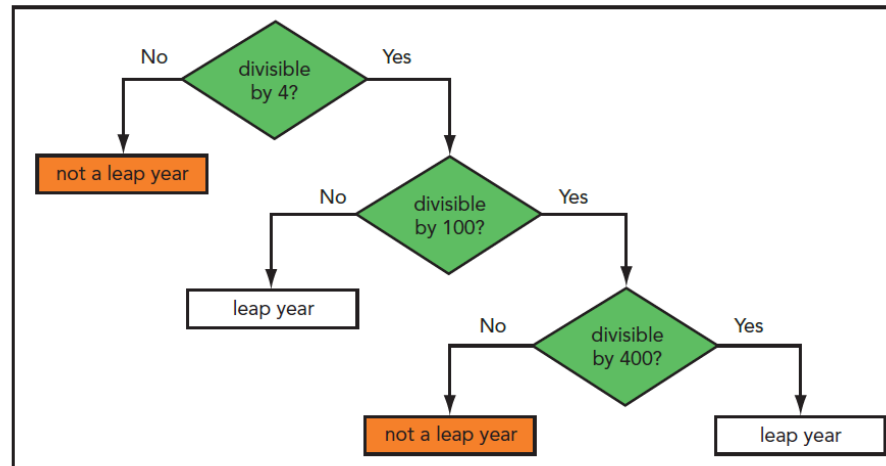 No
Yes
divisible
by 4?
not a leap year
No
Yes
divisible
by 100?
leap year
No
Yes
divisible
by 400?
not a leap year
leap year